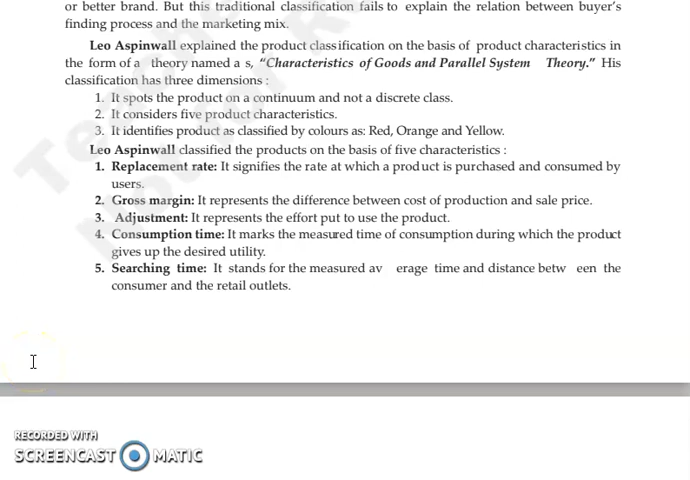 or better brand. But this traditional classification fails to explain the relation between buyer's
finding process and the marketing mix.
Leo Aspinwall explained the product classification on the basis of product characteristics in
the form of a theory named a s, "Characteristics of Goods and Parallel System Theory." His
classification has three dimensions :
1. It spots the product on a continuum and not a discrete class.
2. It considers five product characteristics.
3. It identifies product as classified by colours as: Red, Orange and Yellow.
Leo Aspinwall classified the products on the basis of five characteristics :
1. Replacement rate: It signifies the rate at which a product is purchased and consumed by
users.
2. Gross margin: It represents the difference between cost of production and sale price.
3. Adjustment: It represents the effort put to use the product.
4. Consumption time: It marks the measured time of consumption during which the product
gives up the desired utility.
5. Searching time: It stands for the measured av erage time and distance betw een the
consumer and the retail outlets.
RECORDED WITH
SCREENCAST MATIC